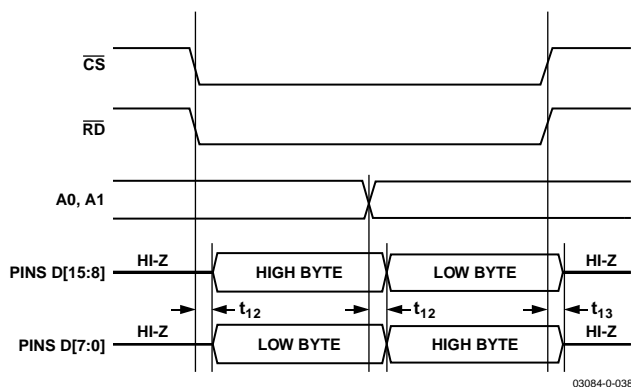 CS
RD
A0, A1
HI-Z HI-Z
PINS D[15:8] HIGH BYTE LOW BYTE
t12 t12 t13
HI-Z HI-Z
PINS D[7:0] LOW BYTE HIGH BYTE
03084-0-038